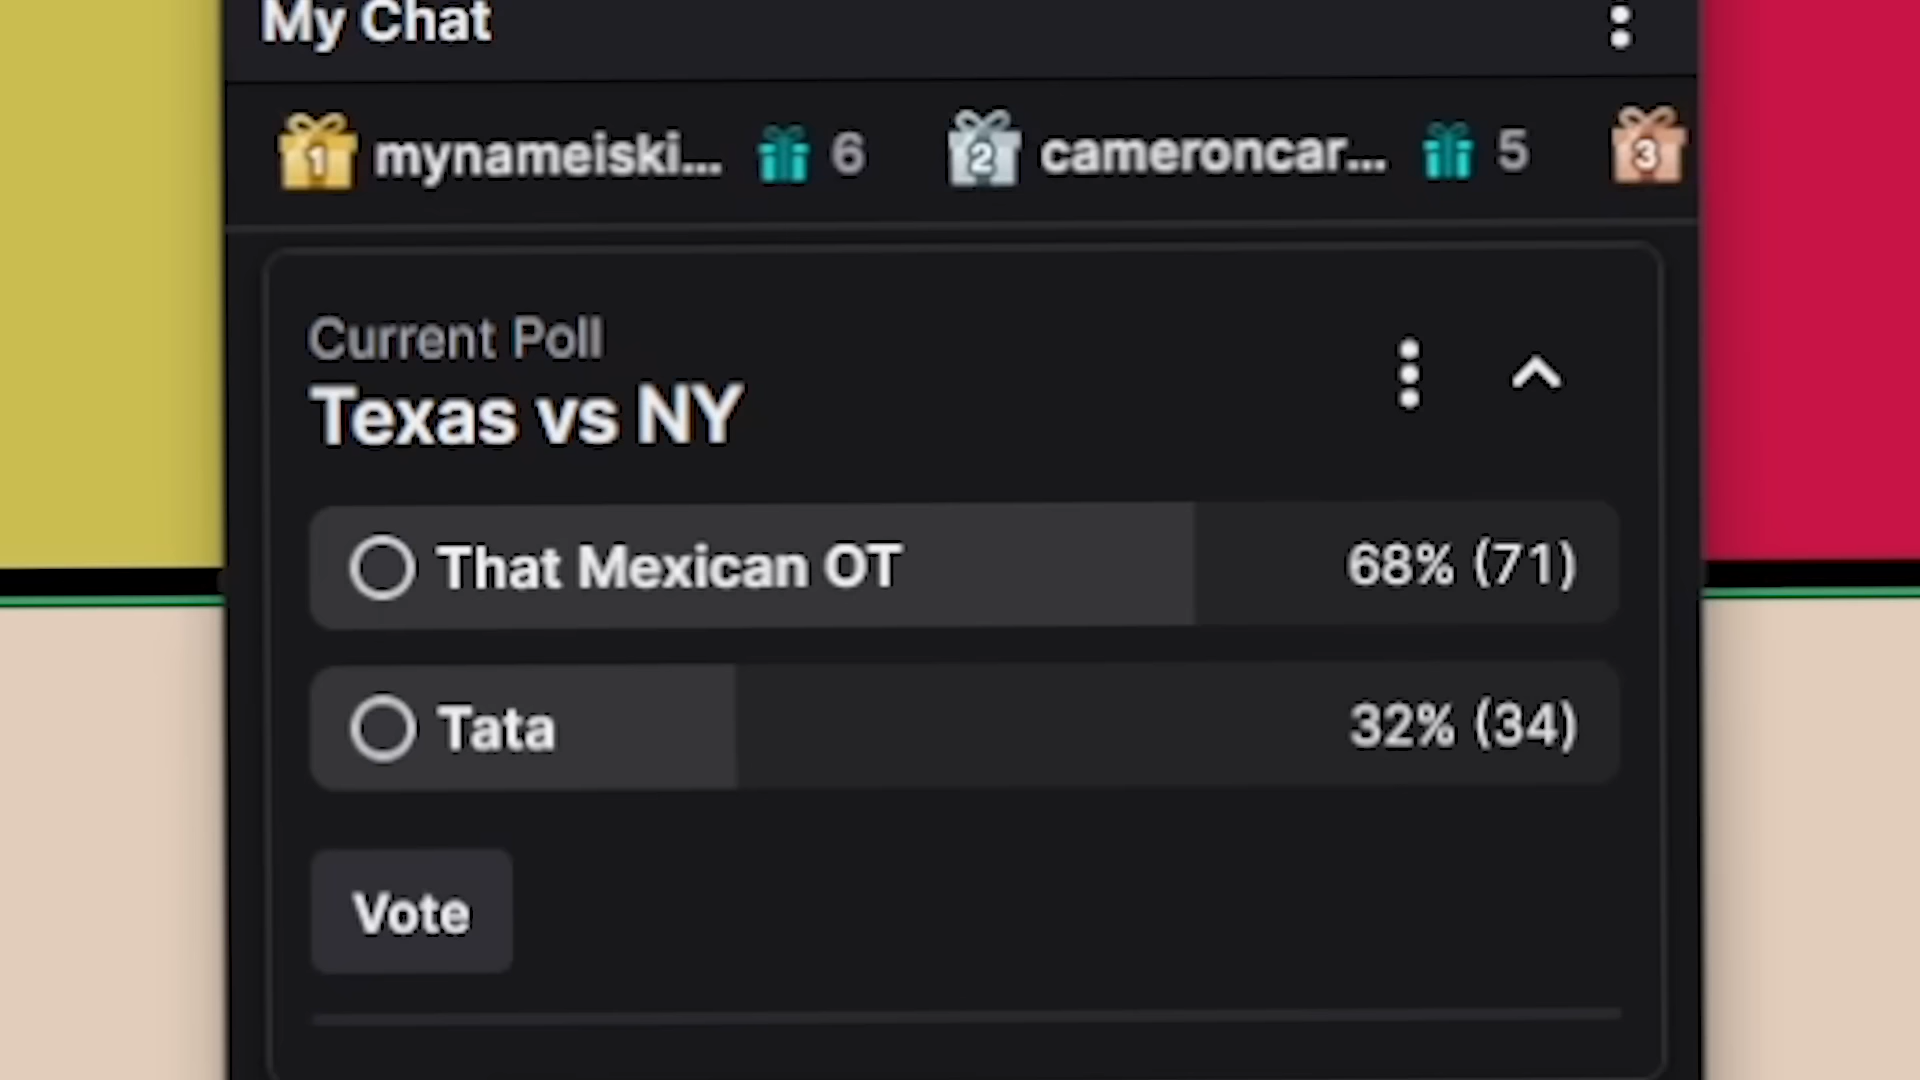 My Chat
1 mynameiski... 6 2 cameroncar... 5 3
Current Poll
Texas vs NY
That Mexican OT 68% (71)
Tata 32% (34)
Vote